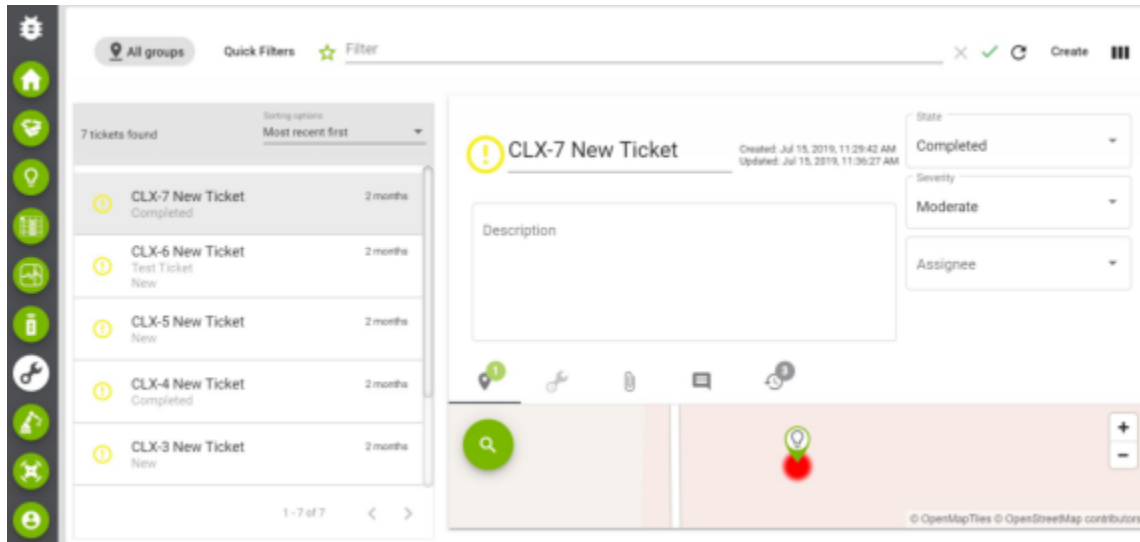 All groups
Quick Filters
Filter
Create
7 tickets found
Sorting options
Most recent first
CLX-7 New Ticket
2 months
Completed
CLX-6 New Ticket
2 months
Test Ticket
New
CLX-5 New Ticket
2 months
New
CLX-4 New Ticket
2 months
Completed
CLX-3 New Ticket
2 months
New
1 - 7 of 7
CLX-7 New Ticket
Created: Jul 15, 2019, 11:29:42 AM
Updated: Jul 15, 2019, 11:36:27 AM
State
Completed
Severity
Moderate
Assignee
Description
1
3
+
−
© OpenMapTiles © OpenStreetMap contributors